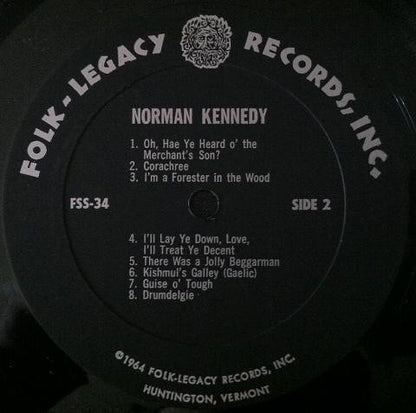 FOLK-LEGACY RECORDS, INC.
NORMAN KENNEDY
1. Oh, Hae Ye Heard o' the
Merchant's Son?
2. Corachree
3. I'm a Forester in the Wood
FSS-34
SIDE 2
4. I'll Lay Ye Down, Love,
I'll Treat Ye Decent
5. There Was a Jolly Beggarman
6. Kishmul's Galley (Gaelic)
7. Guise o' Tough
8. Drumdelgie
©1964 FOLK-LEGACY RECORDS, INC.
HUNTINGTON, VERMONT